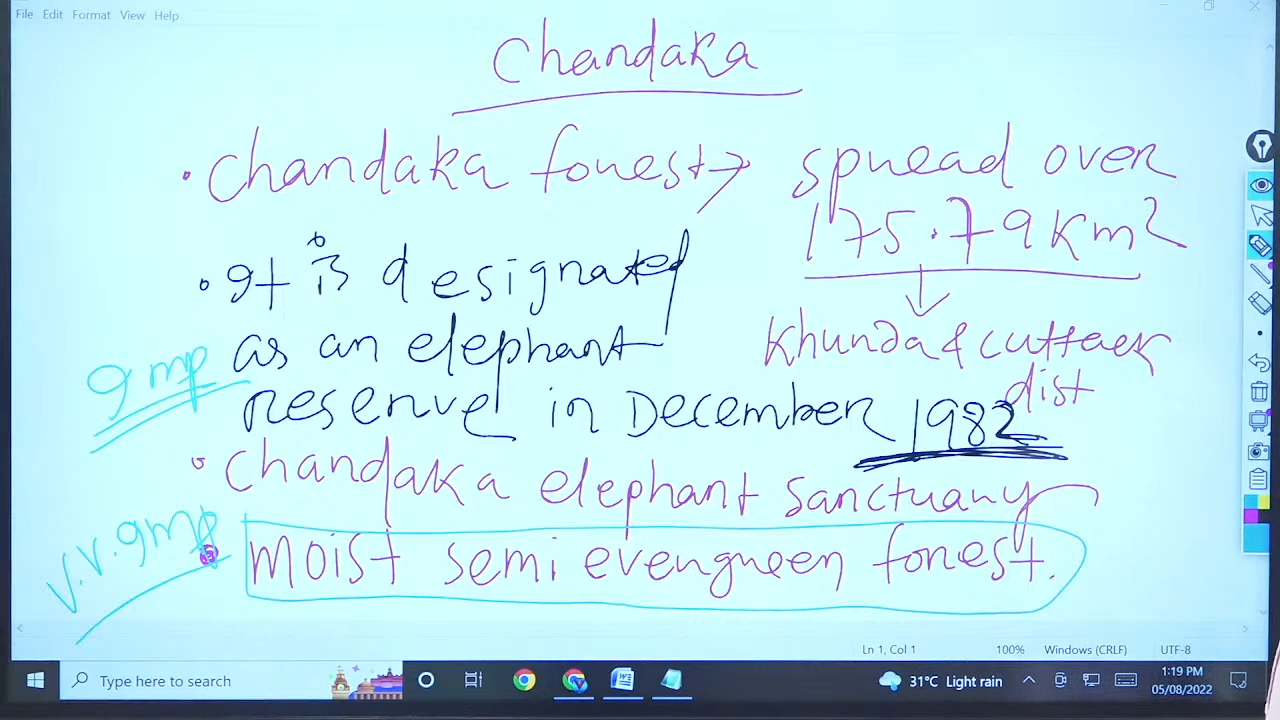 File Edit Format View Help
Chandaka
• Chandaka forest → spread over
175.79 Km²
Khurda & cuttack
dist
• It is designated
as an elephant
reserve in December 1982
Imp
• Chandaka elephant sanctuary
V.V. Imp
moist semi evergreen forest.
Ln 1, Col 1 100% Windows (CRLF) UTF-8
Type here to search
31°C Light rain
1:19 PM
05/08/2022